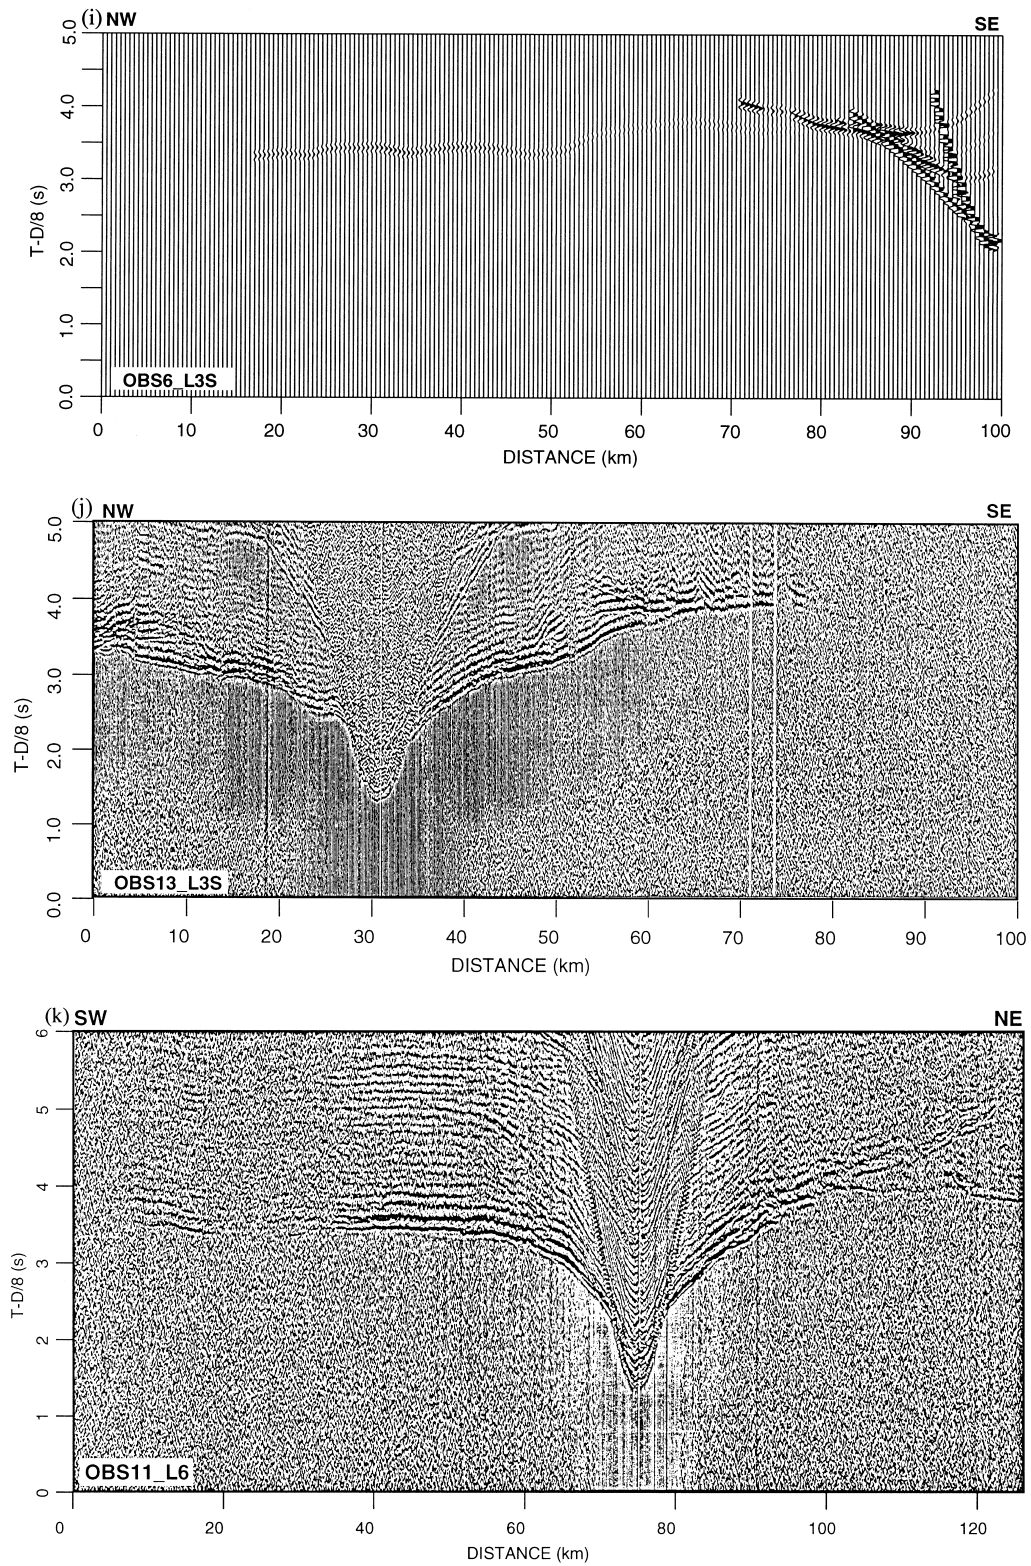 (i) NW SE
5.0
4.0
3.0
2.0
1.0
0.0
T-D/8 (s)
OBS6_L3S
0 10 20 30 40 50 60 70 80 90 100
DISTANCE (km)
(j) NW SE
5.0
4.0
3.0
2.0
1.0
0.0
T-D/8 (s)
OBS13_L3S
0 10 20 30 40 50 60 70 80 90 100
DISTANCE (km)
(k) SW NE
6
5
4
3
2
1
0
T-D/8 (s)
OBS11_L6
0 20 40 60 80 100 120
DISTANCE (km)